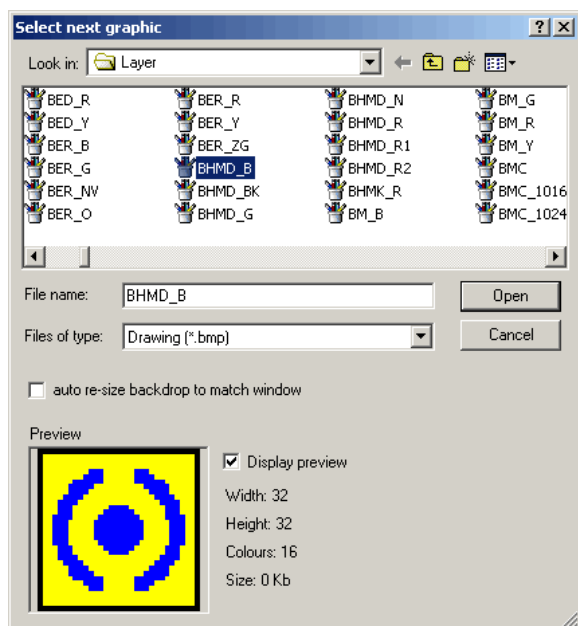 Select next graphic
Look in: Layer
BED_R BER_R BHMD_N BM_G
BED_Y BER_Y BHMD_R BM_R
BER_B BER_ZG BHMD_R1 BM_Y
BER_G BHMD_B BHMD_R2 BMC
BER_NV BHMD_BK BHMK_R BMC_1016
BER_O BHMD_G BM_B BMC_1024
File name: BHMD_B Open
Files of type: Drawing (*.bmp) Cancel
auto re-size backdrop to match window
Preview
Display preview
Width: 32
Height: 32
Colours: 16
Size: 0 Kb